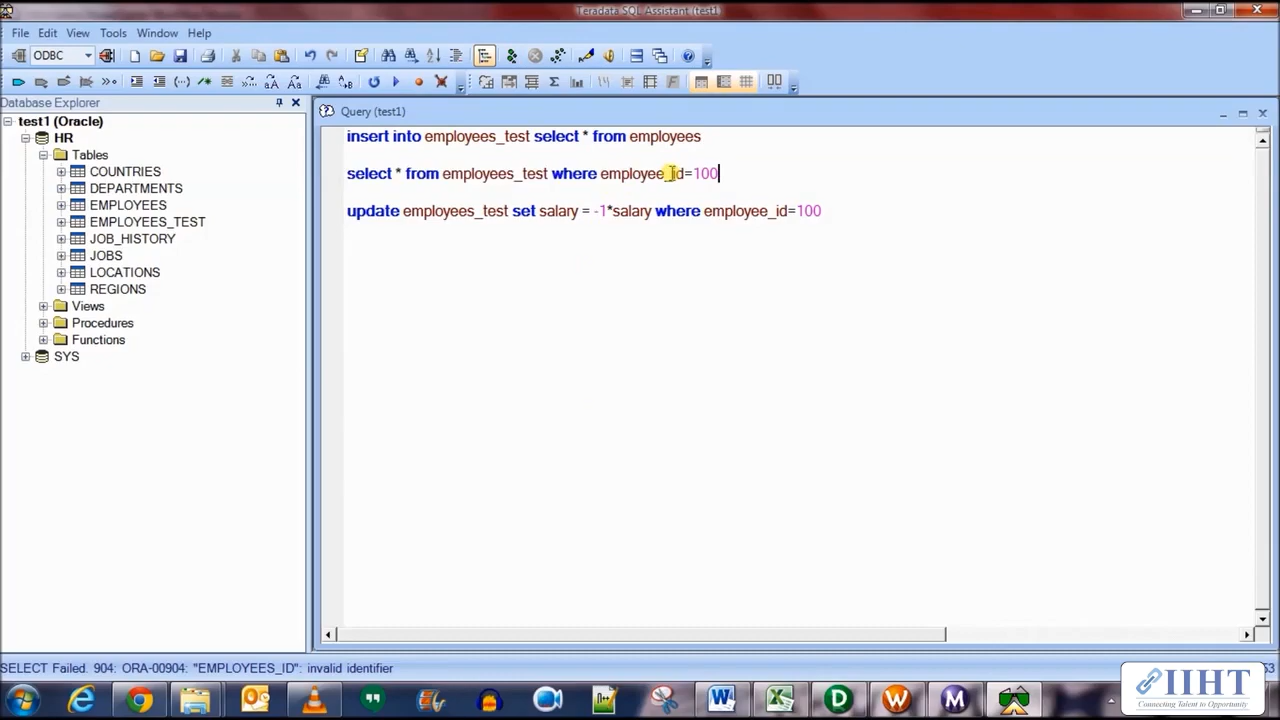 Teradata SQL Assistant (test1)
File Edit View Tools Window Help
ODBC
Database Explorer
Query (test1)
test1 (Oracle)
HR
Tables
COUNTRIES
DEPARTMENTS
EMPLOYEES
EMPLOYEES_TEST
JOB_HISTORY
JOBS
LOCATIONS
REGIONS
Views
Procedures
Functions
SYS
insert into employees_test select * from employees
select * from employees_test where employee_id=100
update employees_test set salary = -1*salary where employee_id=100
SELECT Failed. 904: ORA-00904: "EMPLOYEES_ID": invalid identifier
53
IIHT
Connecting Talent to Opportunity